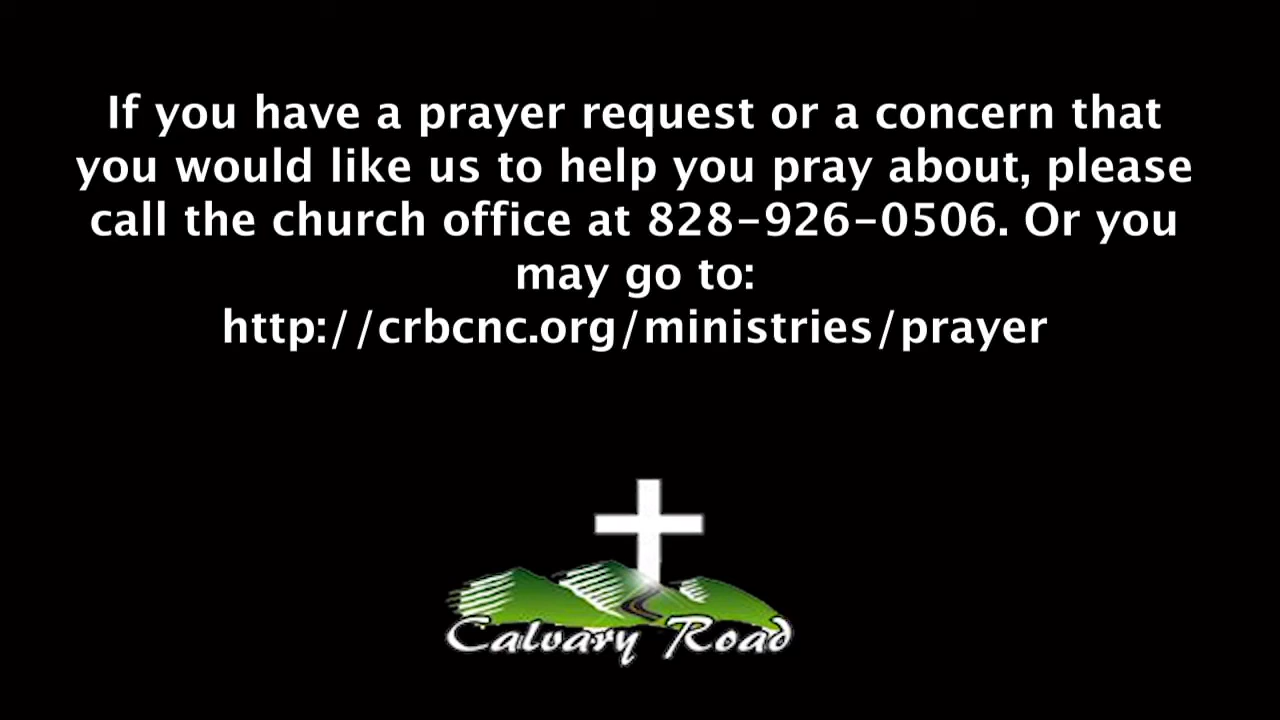 If you have a prayer request or a concern that
you would like us to help you pray about, please
call the church office at 828-926-0506. Or you
may go to:
http://crbcnc.org/ministries/prayer
Calvary Road